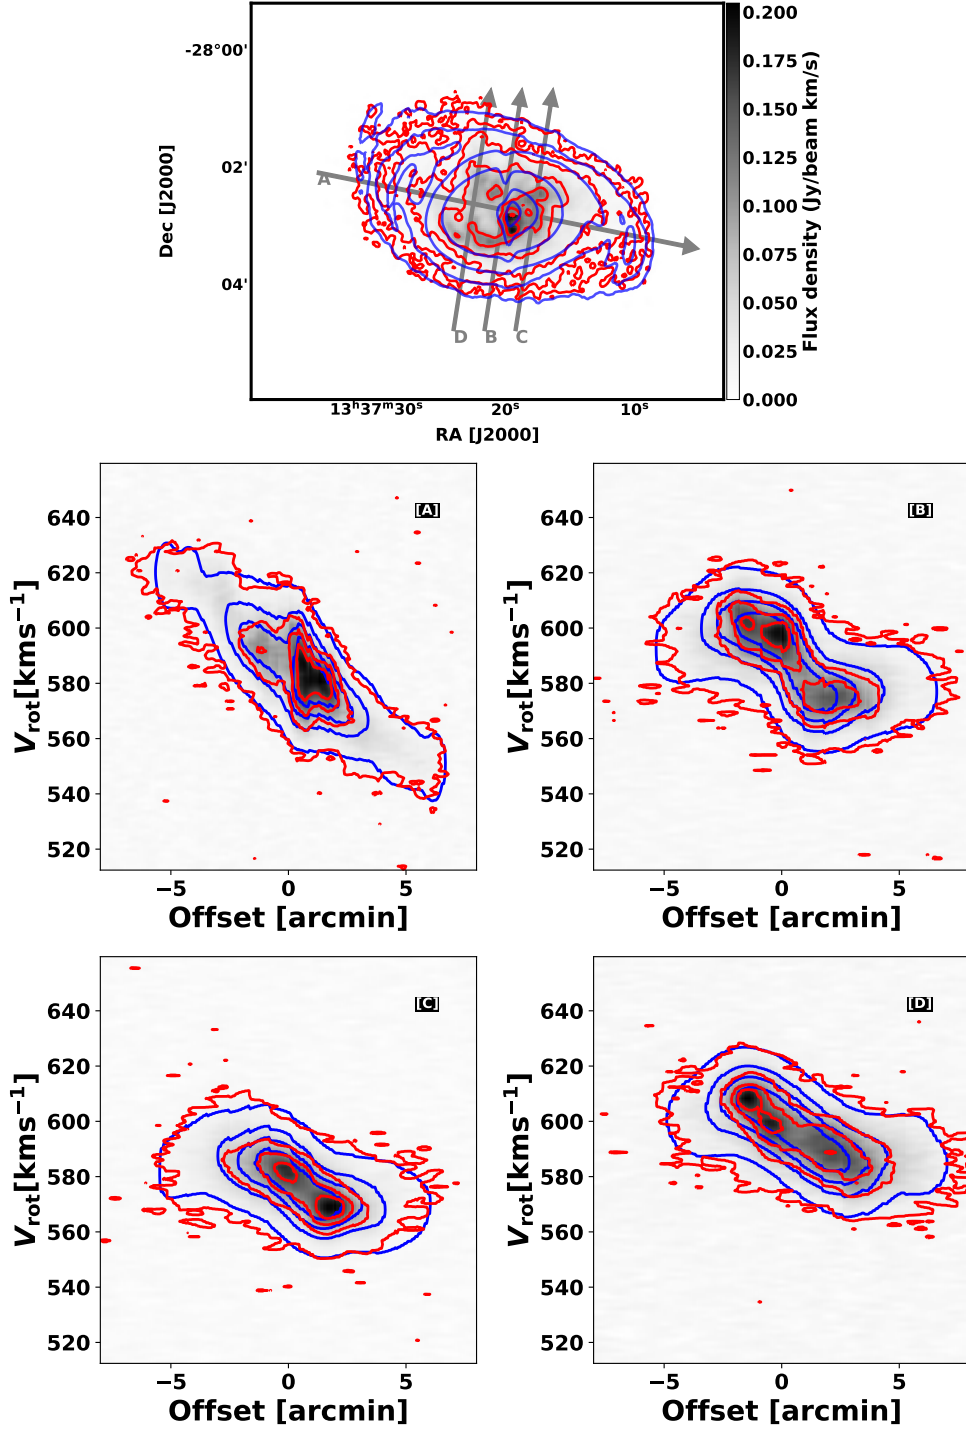 -28°00'
02'
04'
Dec [J2000]
A
D
B
C
13ʰ37ᵐ30ˢ
20ˢ
10ˢ
RA [J2000]
0.200
0.175
0.150
0.125
0.100
0.075
0.050
0.025
0.000
Flux density (Jy/beam km/s)
640
620
600
580
560
540
520
V_rot[kms⁻¹]
[A]
−5
0
5
Offset [arcmin]
640
620
600
580
560
540
520
V_rot[kms⁻¹]
[B]
−5
0
5
Offset [arcmin]
640
620
600
580
560
540
520
V_rot[kms⁻¹]
[C]
−5
0
5
Offset [arcmin]
640
620
600
580
560
540
520
V_rot[kms⁻¹]
[D]
−5
0
5
Offset [arcmin]